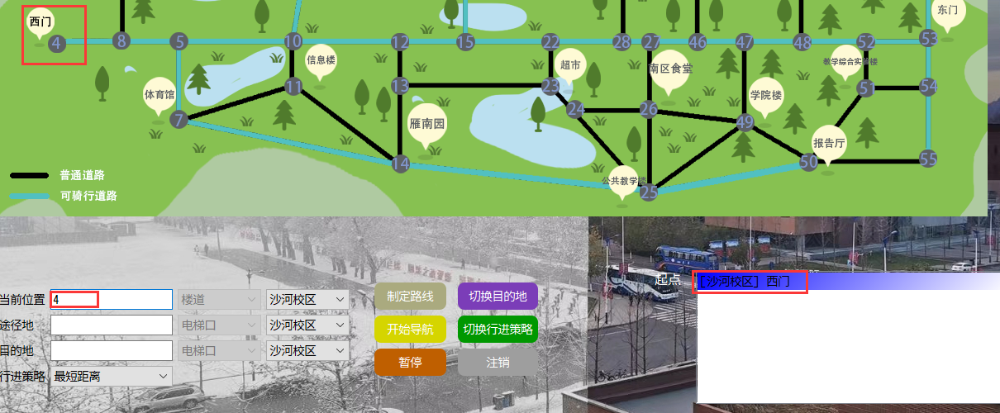 西门
东门
4
8
5
10
12
15
22
28
27
46
47
48
52
53
信息楼
超市
南区食堂
教学综合实验楼
体育馆
11
13
23
学院楼
51
54
7
雁南园
24
26
49
报告厅
14
公共教学楼
25
50
55
普通道路
可骑行道路
起点
[沙河校区] 西门
当前位置 4 楼道 沙河校区 制定路线 切换目的地
途径地 电梯口 沙河校区 开始导航 切换行进策略
目的地 电梯口 沙河校区 暂停 注销
行进策略 最短距离